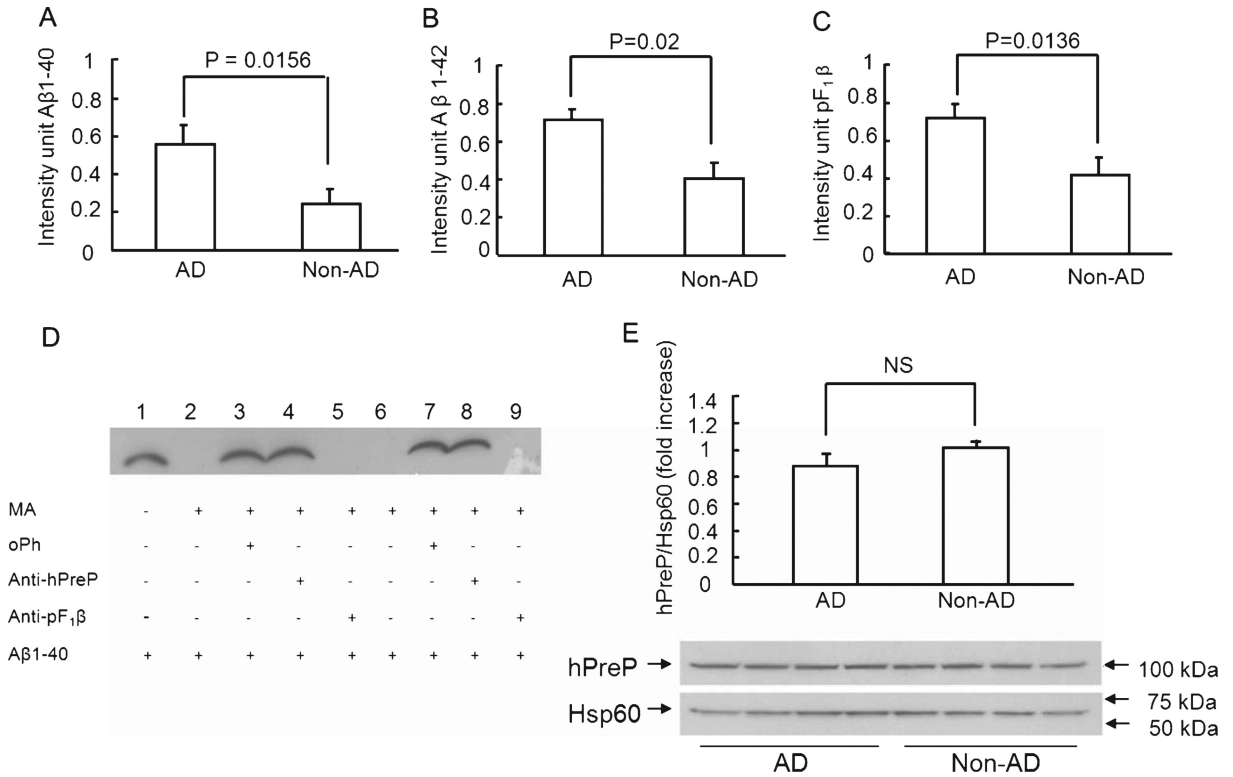 A
Intensity unit Aβ1-40
P = 0.0156
1
0.8
0.6
0.4
0.2
0
AD Non-AD
B
Intensity unit A β 1-42
P=0.02
1
0.8
0.6
0.4
0.2
0
AD Non-AD
C
Intensity unit pF₁ β
P=0.0136
1
0.8
0.6
0.4
0.2
0
AD Non-AD
D
1 2 3 4 5 6 7 8 9
MA - + + + + + + + +
oPh - - + - - - + - -
Anti-hPreP - - - + - - - + -
Anti-pF₁β - - - - + - - - +
Aβ1-40 + + + + + + + + +
E
hPreP/Hsp60 (fold increase)
NS
1.4
1.2
1
0.8
0.6
0.4
0.2
0
AD Non-AD
hPreP 100 kDa
75 kDa
Hsp60
50 kDa
AD Non-AD